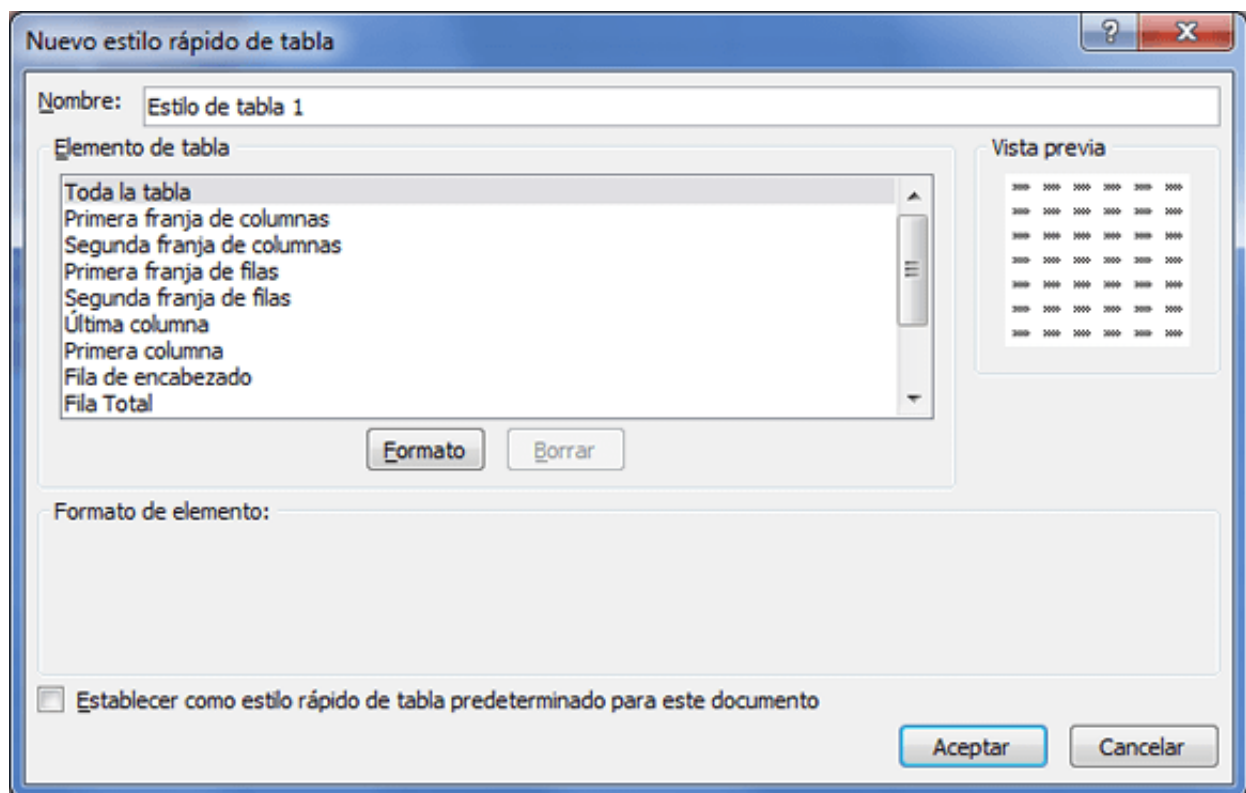 Nuevo estilo rápido de tabla
Nombre: Estilo de tabla 1
Elemento de tabla
Vista previa
Toda la tabla
Primera franja de columnas
Segunda franja de columnas
Primera franja de filas
Segunda franja de filas
Última columna
Primera columna
Fila de encabezado
Fila Total
Formato Borrar
Formato de elemento:
Establecer como estilo rápido de tabla predeterminado para este documento
Aceptar Cancelar